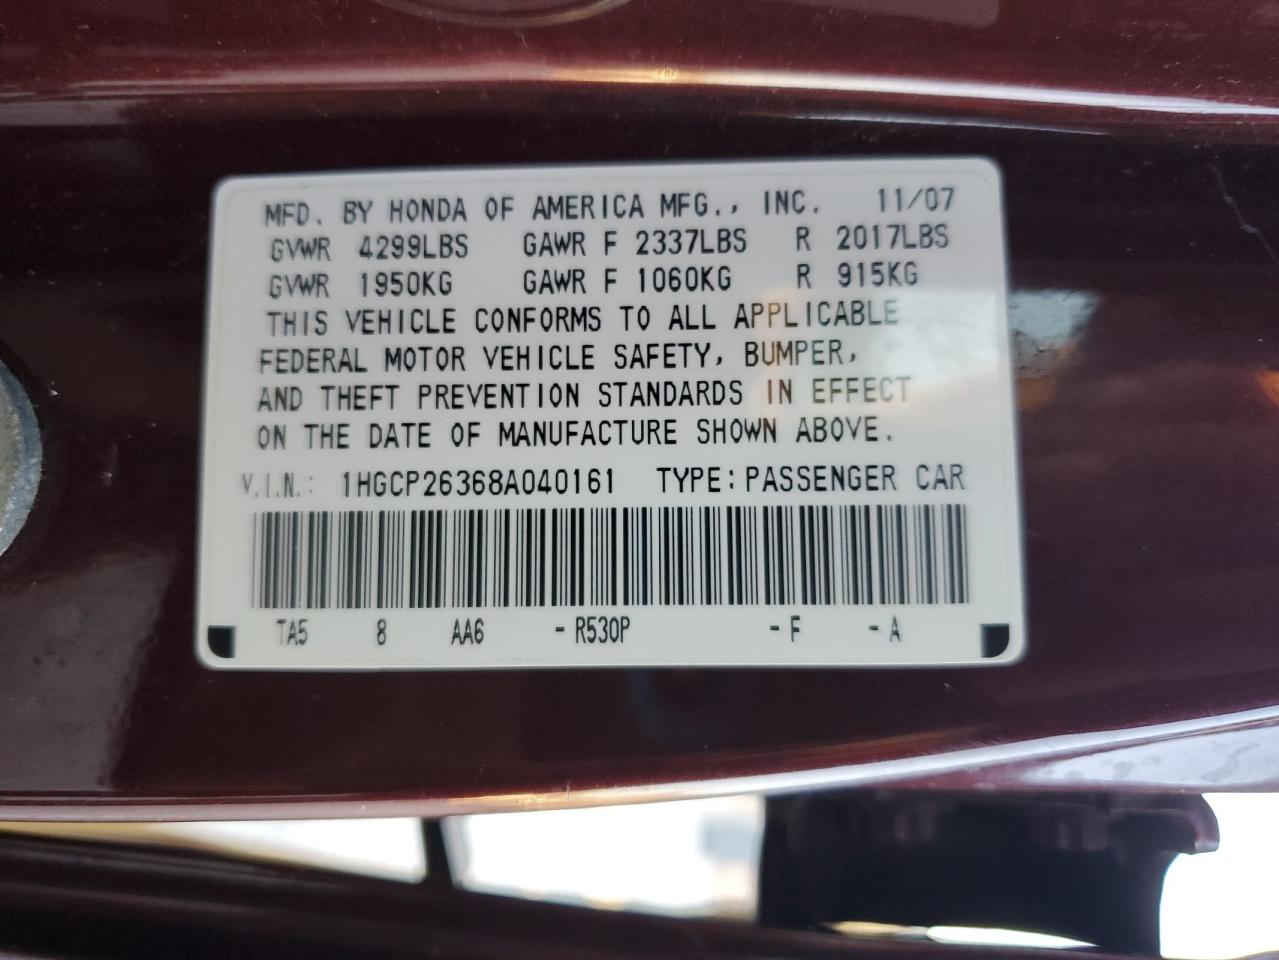 MFD. BY HONDA OF AMERICA MFG., INC. 11/07
GVWR 4299LBS GAWR F 2337LBS R 2017LBS
GVWR 1950KG GAWR F 1060KG R 915KG
THIS VEHICLE CONFORMS TO ALL APPLICABLE
FEDERAL MOTOR VEHICLE SAFETY, BUMPER,
AND THEFT PREVENTION STANDARDS IN EFFECT
ON THE DATE OF MANUFACTURE SHOWN ABOVE.
V.I.N.: 1HGCP26368A040161 TYPE: PASSENGER CAR
TA5 8 AA6 - R530P - F - A